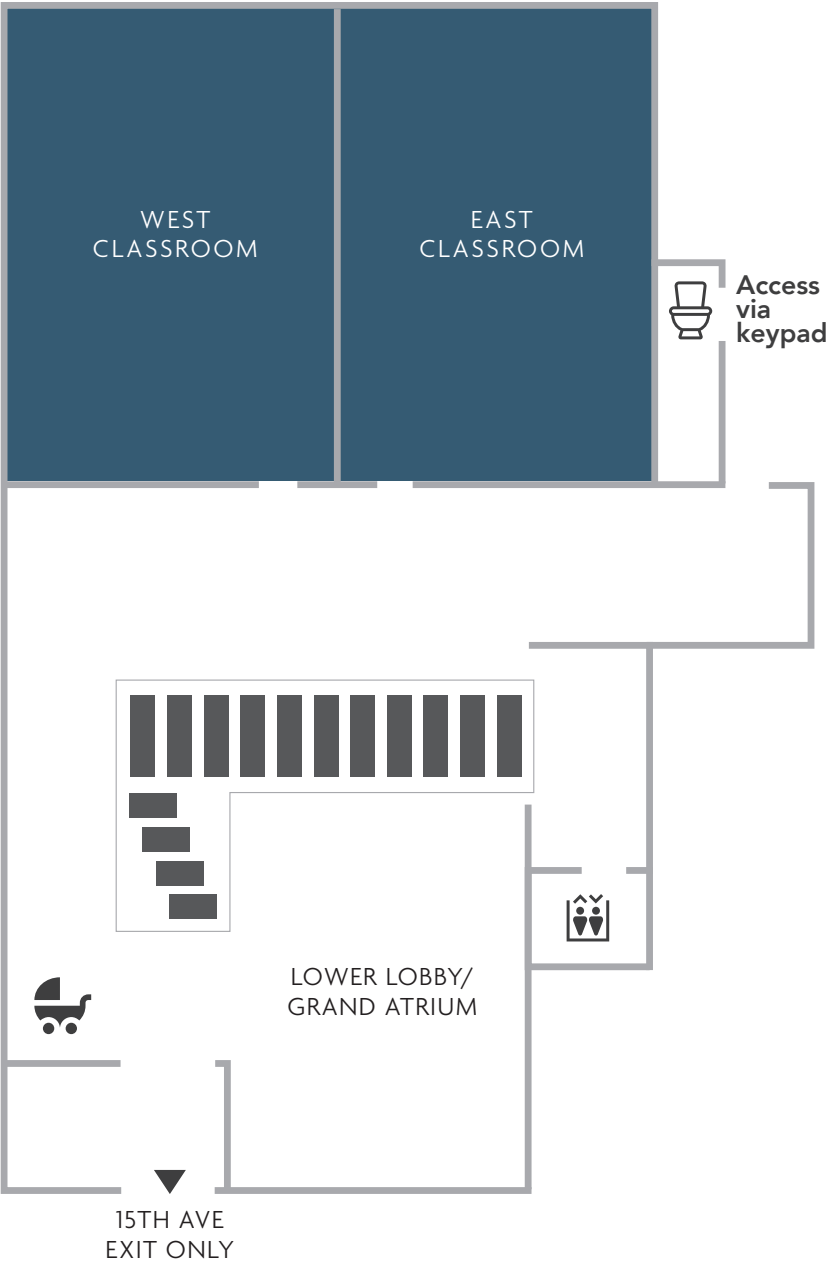 WEST
CLASSROOM
EAST
CLASSROOM
Access
via
keypad
LOWER LOBBY/
GRAND ATRIUM
15TH AVE
EXIT ONLY